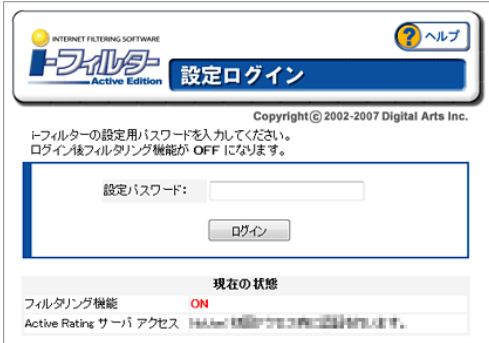 INTERNET FILTERING SOFTWARE
i-フィルター
Active Edition
設定ログイン
? ヘルプ
Copyright© 2002-2007 Digital Arts Inc.
i-フィルターの設定用パスワードを入力してください。
ログイン後フィルタリング機能が OFF になります。
設定パスワード:
ログイン
現在の状態
フィルタリング機能 ON
Active Rating サーバ アクセス